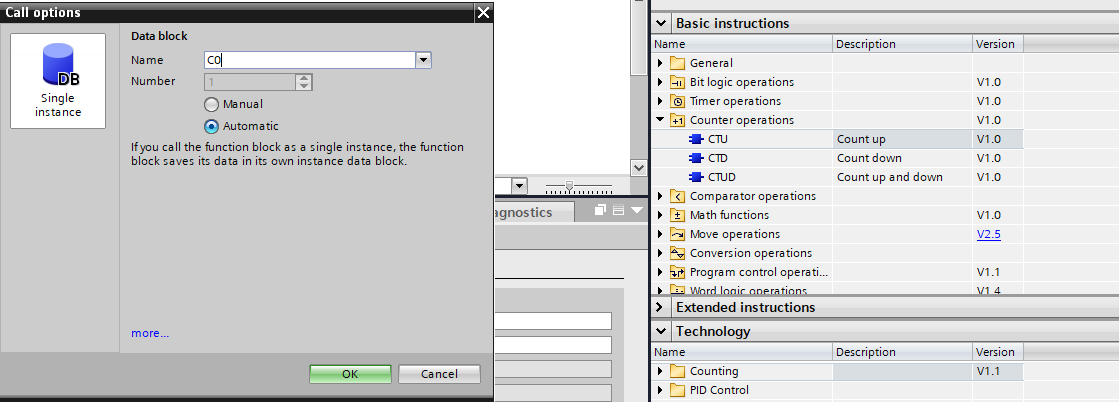 Call options
DB
Single
instance
Data block
Name C0
Number 1
Manual
Automatic
If you call the function block as a single instance, the function
block saves its data in its own instance data block.
more...
OK Cancel
agnostics
Basic instructions
Name Description Version
General
Bit logic operations V1.0
Timer operations V1.0
+1 Counter operations V1.0
CTU Count up V1.0
CTD Count down V1.0
CTUD Count up and down V1.0
Comparator operations
Math functions V1.0
Move operations V2.5
Conversion operations
Program control operati... V1.1
Word logic operations V1.4
Extended instructions
Technology
Name Description Version
Counting V1.1
PID Control